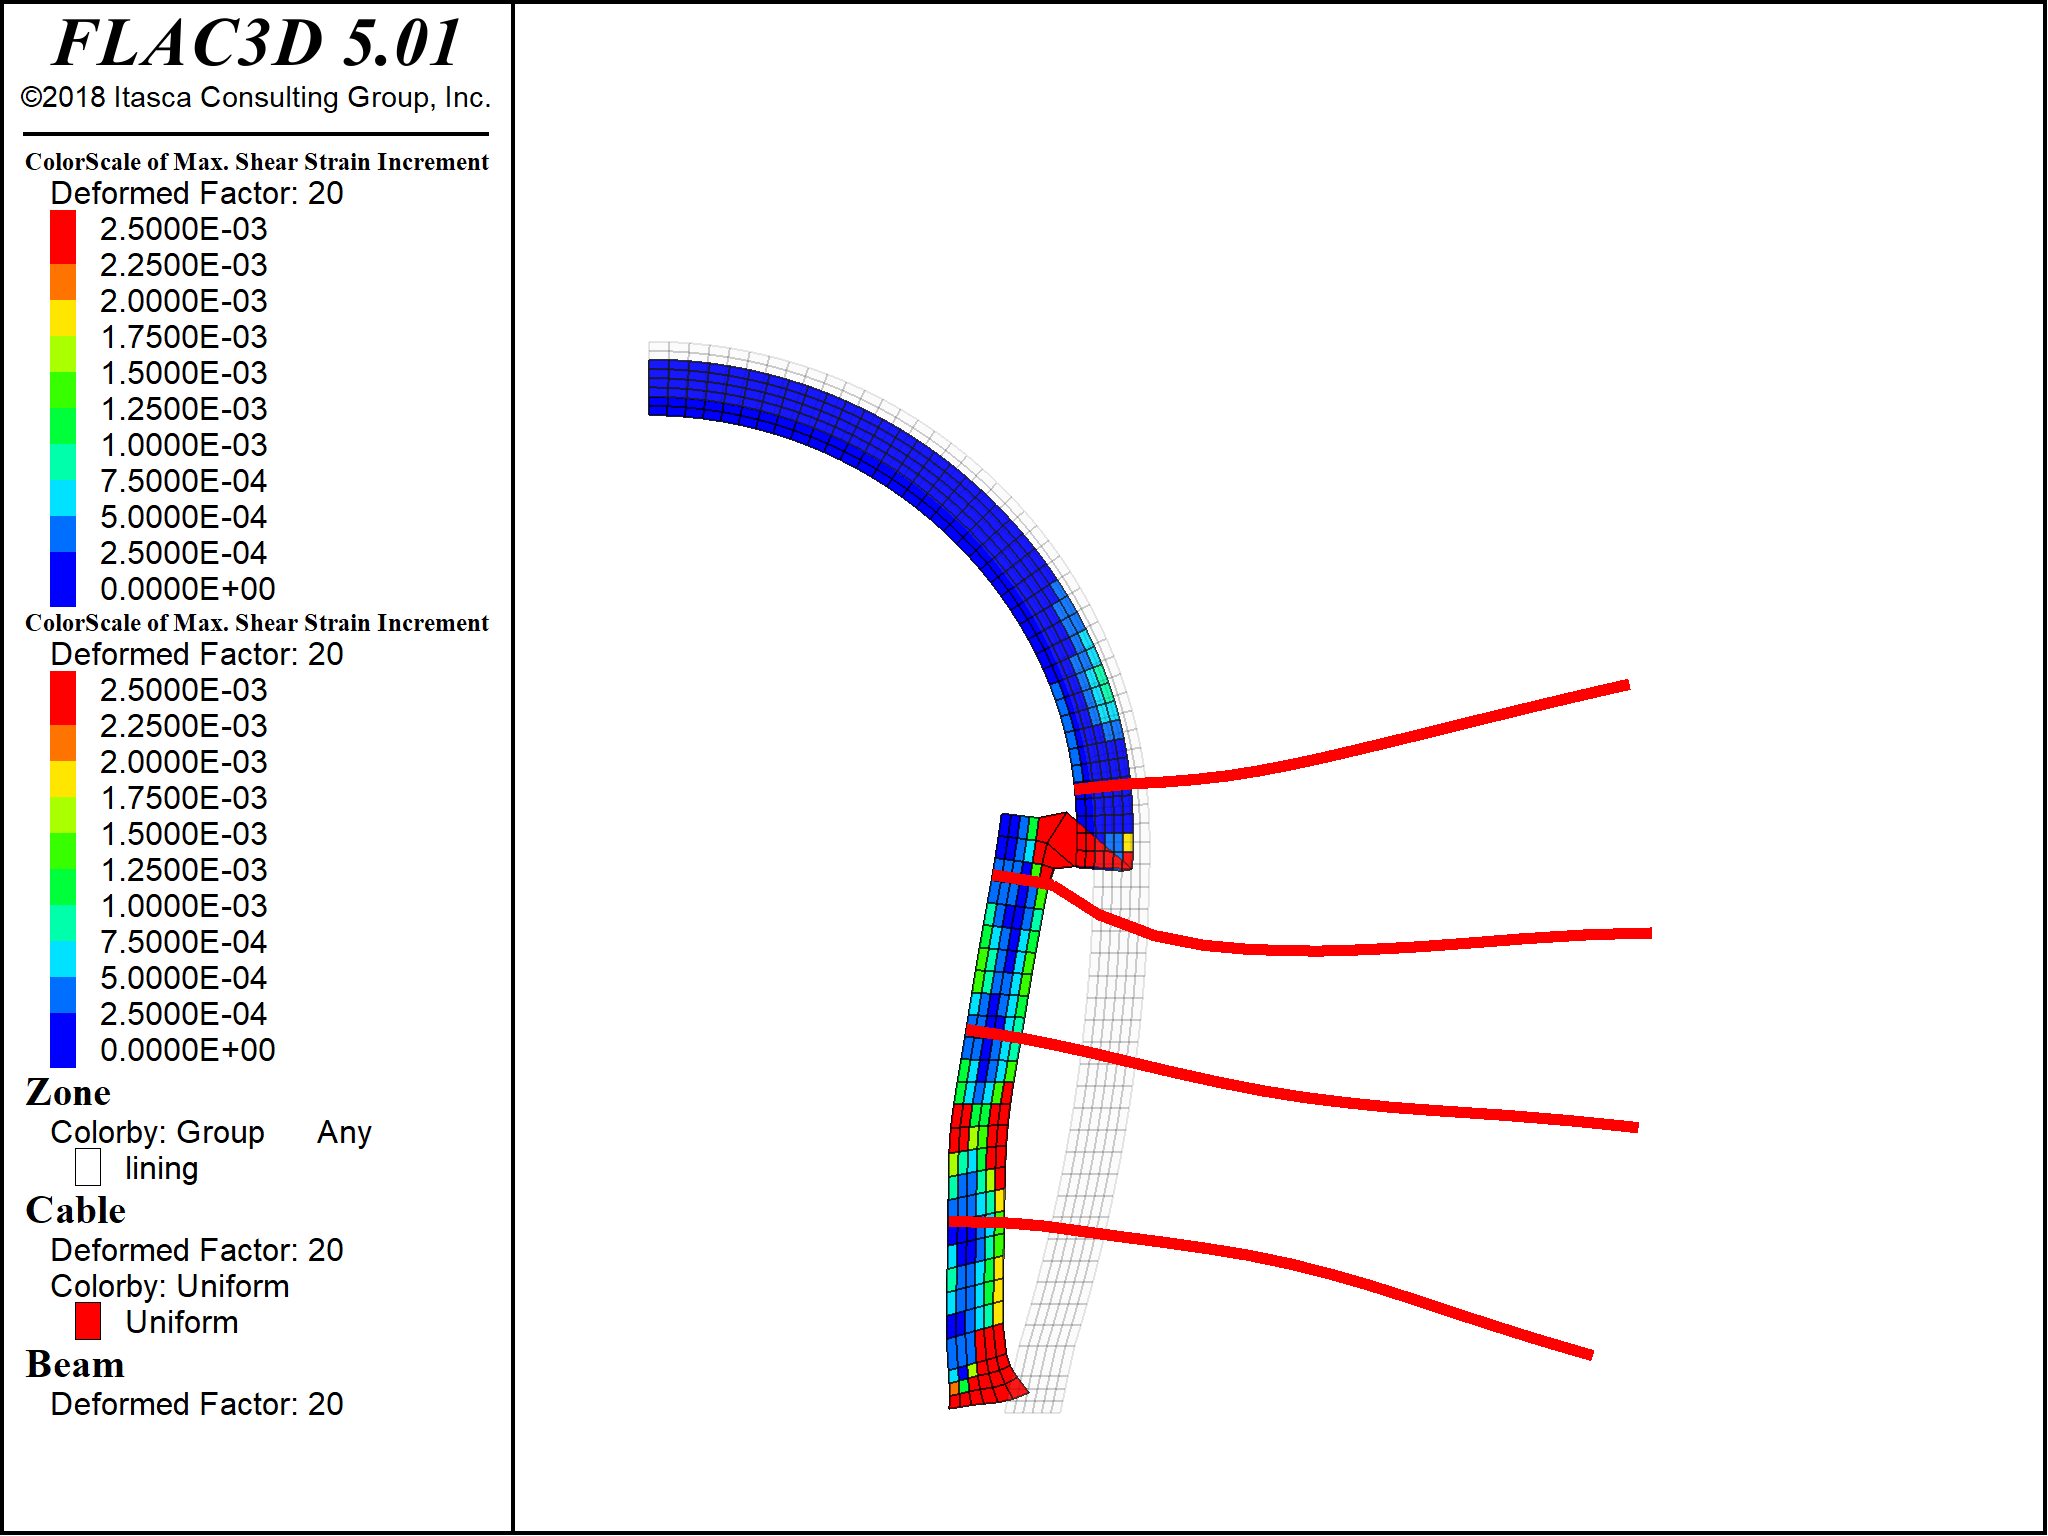 FLAC3D 5.01
©2018 Itasca Consulting Group, Inc.
ColorScale of Max. Shear Strain Increment
Deformed Factor: 20
2.5000E-03
2.2500E-03
2.0000E-03
1.7500E-03
1.5000E-03
1.2500E-03
1.0000E-03
7.5000E-04
5.0000E-04
2.5000E-04
0.0000E+00
ColorScale of Max. Shear Strain Increment
Deformed Factor: 20
2.5000E-03
2.2500E-03
2.0000E-03
1.7500E-03
1.5000E-03
1.2500E-03
1.0000E-03
7.5000E-04
5.0000E-04
2.5000E-04
0.0000E+00
Zone
Colorby: Group Any
lining
Cable
Deformed Factor: 20
Colorby: Uniform
Uniform
Beam
Deformed Factor: 20